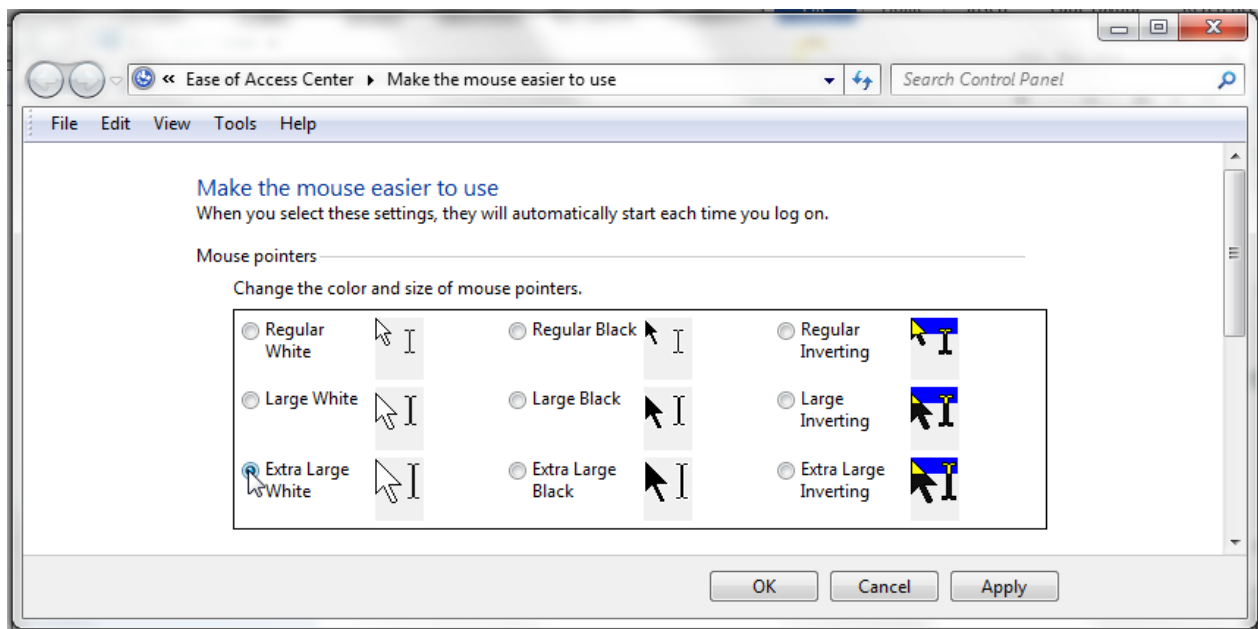 « Ease of Access Center ▸ Make the mouse easier to use
Search Control Panel
File Edit View Tools Help
Make the mouse easier to use
When you select these settings, they will automatically start each time you log on.
Mouse pointers
Change the color and size of mouse pointers.
Regular
White
Regular Black
Regular
Inverting
Large White
Large Black
Large
Inverting
Extra Large
White
Extra Large
Black
Extra Large
Inverting
OK Cancel Apply